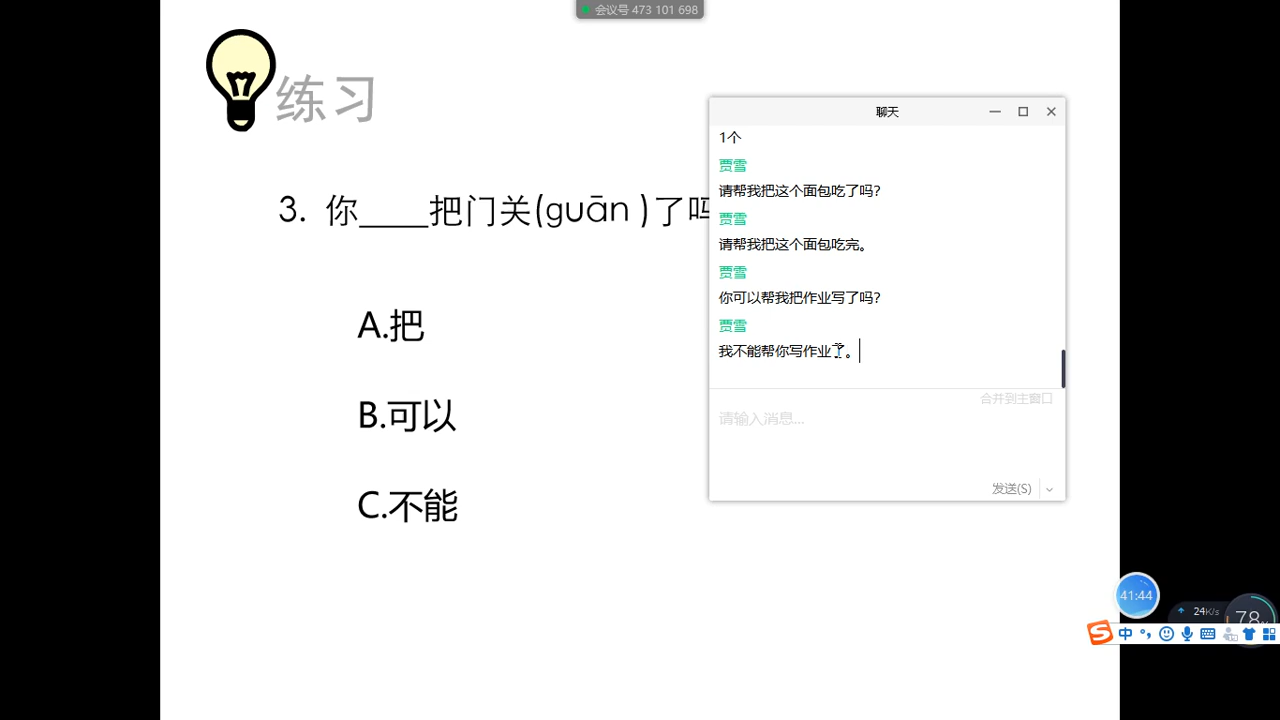 会议号 473 101 698
练习
3. 你____把门关(guān )了吗
A.把
B.可以
C.不能
聊天
1个
贾雪
请帮我把这个面包吃了吗?
贾雪
请帮我把这个面包吃完。
贾雪
你可以帮我把作业写了吗?
贾雪
我不能帮你写作业了。
合并到主窗口
请输入消息...
发送(S)
41:44
24K/s
78%
中